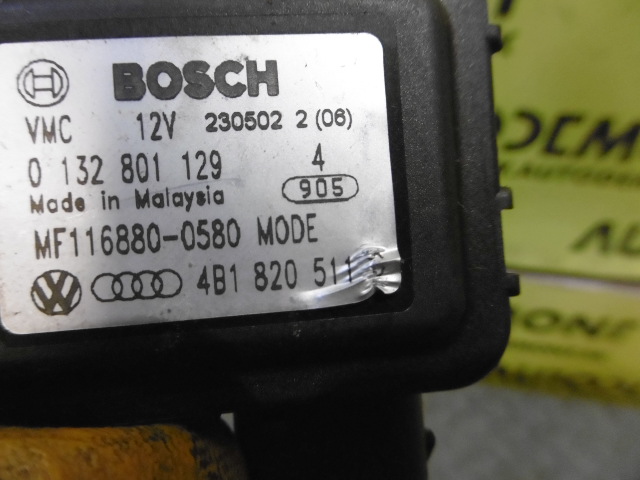 BOSCH
VMC 12V 230502 2 (06)
0 132 801 129 4
Made in Malaysia 905
MF116880-0580 MODE
4B1 820 511